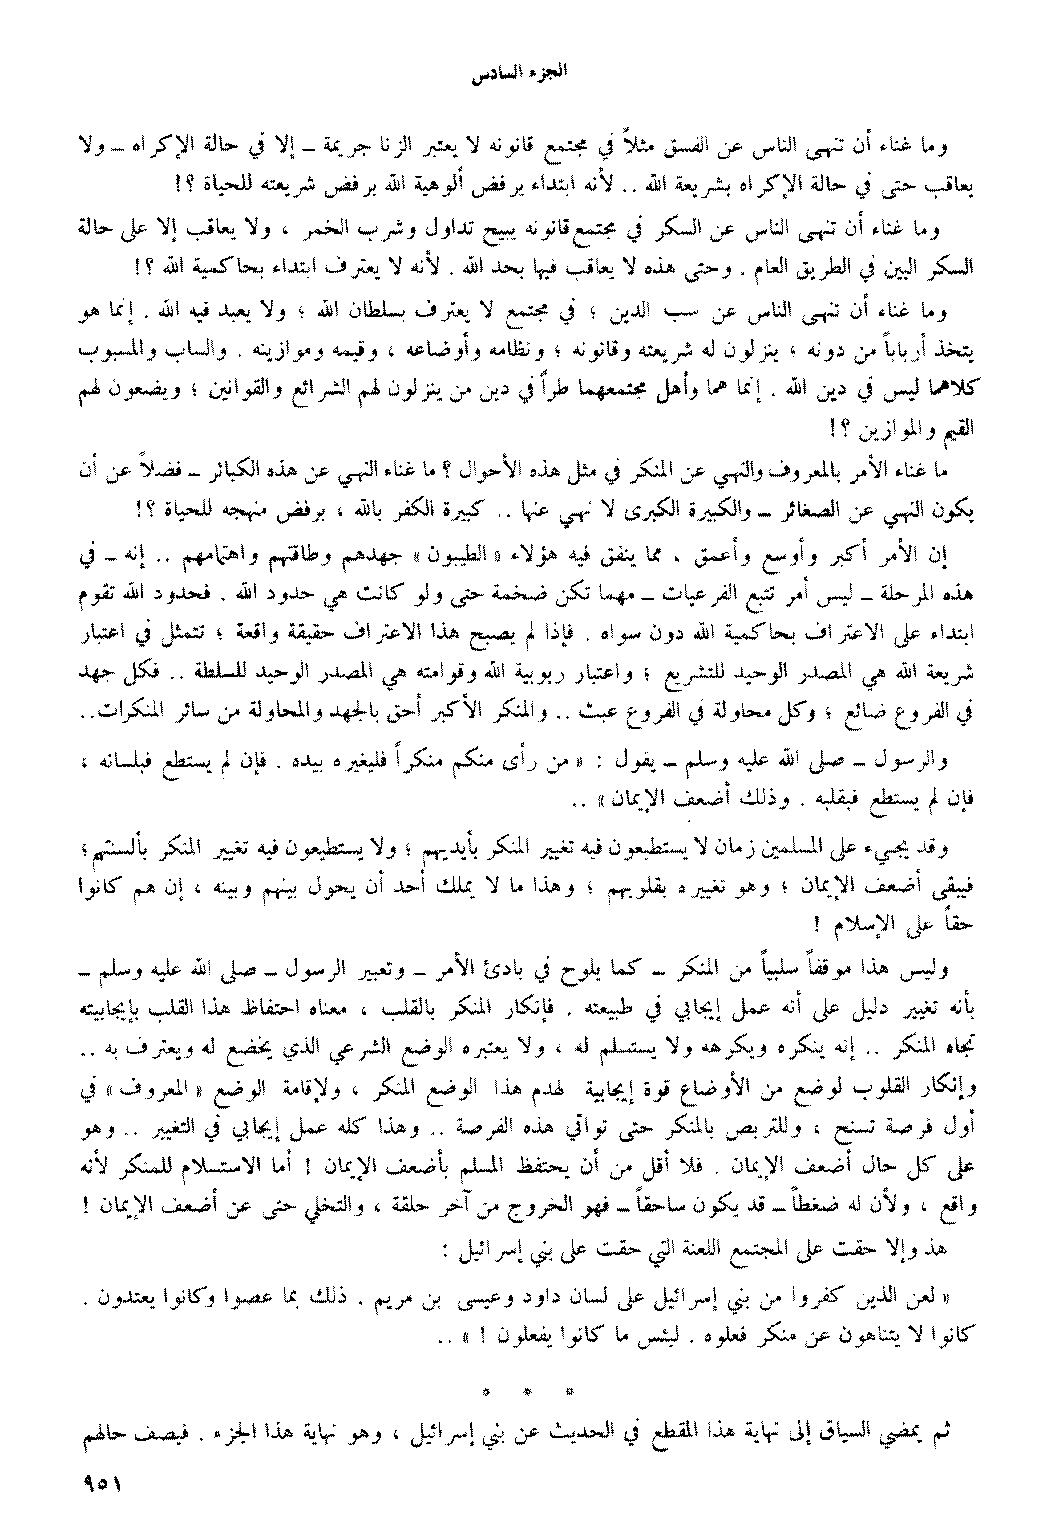 الجزء السادس
وما غناء أن تنهى الناس عن الفسق مثلاً في مجتمع قانونه لا يعتبر الزنا جريمة – إلا في حالة الإكراه – ولا
يعاقب حتى في حالة الإكراه بشريعة الله .. لأنه ابتداء يرفض ألوهية الله برفض شريعته للحياة ؟!
وما غناء أن تنهى الناس عن السكر في مجتمع قانونه يبيح تداول وشرب الخمر ، ولا يعاقب إلا على حالة
السكر البين في الطريق العام . وحتى هذه لا يعاقب فيها بحد الله . لأنه لا يعترف ابتداء بحاكمية الله ؟!
وما غناء أن تنهى الناس عن سب الدين ؛ في مجتمع لا يعترف بسلطان الله ؛ ولا يعبد فيه الله . إنما هو
يتخذ أرباباً من دونه ؛ ينزلون له شريعته وقانونه ؛ ونظامه وأوضاعه ، وقيمه وموازينه . والساب والمسبوب
كلاهما ليس في دين الله . إنما هما وأهل مجتمعهما طراً في دين من ينزلون لهم الشرائع والقوانين ؛ ويضعون لهم
القيم والموازين ؟!
ما غناء الأمر بالمعروف والنهي عن المنكر في مثل هذه الأحوال ؟ ما غناء النهي عن هذه الكبائر – فضلاً عن أن
يكون النهي عن الصغائر – والكبيرة الكبرى لا نهي عنها .. كبيرة الكفر بالله ، برفض منهجه للحياة ؟!
إن الأمر أكبر وأوسع وأعمق ، مما ينفق فيه هؤلاء « الطيبون » جهدهم وطاقتهم واهتمامهم .. إنه – في
هذه المرحلة – ليس أمر تتبع الفرعيات – مهما تكن ضخمة حتى ولو كانت هي حدود الله . فحدود الله تقوم
ابتداء على الاعتراف بحاكمية الله دون سواه . فإذا لم يصبح هذا الاعتراف حقيقة واقعة ؛ تتمثل في اعتبار
شريعة الله هي المصدر الوحيد للتشريع ؛ واعتبار ربوبية الله وقوامته هي المصدر الوحيد للسلطة .. فكل جهد
في الفروع ضائع ؛ وكل محاولة في الفروع عبث .. والمنكر الأكبر أحق بالجهد والمحاولة من سائر المنكرات..
والرسول – صلى الله عليه وسلم – يقول : « من رأى منكم منكراً فليغيره بيده . فإن لم يستطع فبلسانه ،
فإن لم يستطع فبقلبه . وذلك أضعف الإيمان » ..
وقد يجيء على المسلمين زمان لا يستطيعون فيه تغيير المنكر بأيديهم ؛ ولا يستطيعون فيه تغيير المنكر بألسنتهم؛
فيبقى أضعف الإيمان ؛ وهو تغييره بقلوبهم ؛ وهذا ما لا يملك أحد أن يحول بينهم وبينه ، إن هم كانوا
حقاً على الإسلام !
وليس هذا موقفاً سلبياً من المنكر – كما يلوح في بادئ الأمر – وتعبير الرسول – صلى الله عليه وسلم –
بأنه تغيير دليل على أنه عمل إيجابي في طبيعته . فإنكار المنكر بالقلب ، معناه احتفاظ هذا القلب بإيجابيته
تجاه المنكر .. إنه ينكره ويكرهه ولا يستسلم له ، ولا يعتبره الوضع الشرعي الذي يخضع له ويعترف به ..
وإنكار القلوب لوضع من الأوضاع قوة إيجابية لهدم هذا الوضع المنكر ، ولإقامة الوضع « المعروف » في
أول فرصة تسنح ، وللتربص بالمنكر حتى تواتي هذه الفرصة .. وهذا كله عمل إيجابي في التغيير .. وهو
على كل حال أضعف الإيمان . فلا أقل من أن يحتفظ المسلم بأضعف الإيمان ! أما الاستسلام للمنكر لأنه
واقع ، ولأن له ضغطاً – قد يكون ساحقاً – فهو الخروج من آخر حلقة ، والتخلي حتى عن أضعف الإيمان !
هذ وإلا حقت على المجتمع اللعنة التي حقت على بني إسرائيل :
« لعن الذين كفروا من بني إسرائيل على لسان داود وعيسى بن مريم . ذلك بما عصوا وكانوا يعتدون .
كانوا لا يتناهون عن منكر فعلوه . لبئس ما كانوا يفعلون ! » ..
* * *
ثم يمضي السياق إلى نهاية هذا المقطع في الحديث عن بني إسرائيل ، وهو نهاية هذا الجزء . فيصف حالهم
٩٥١